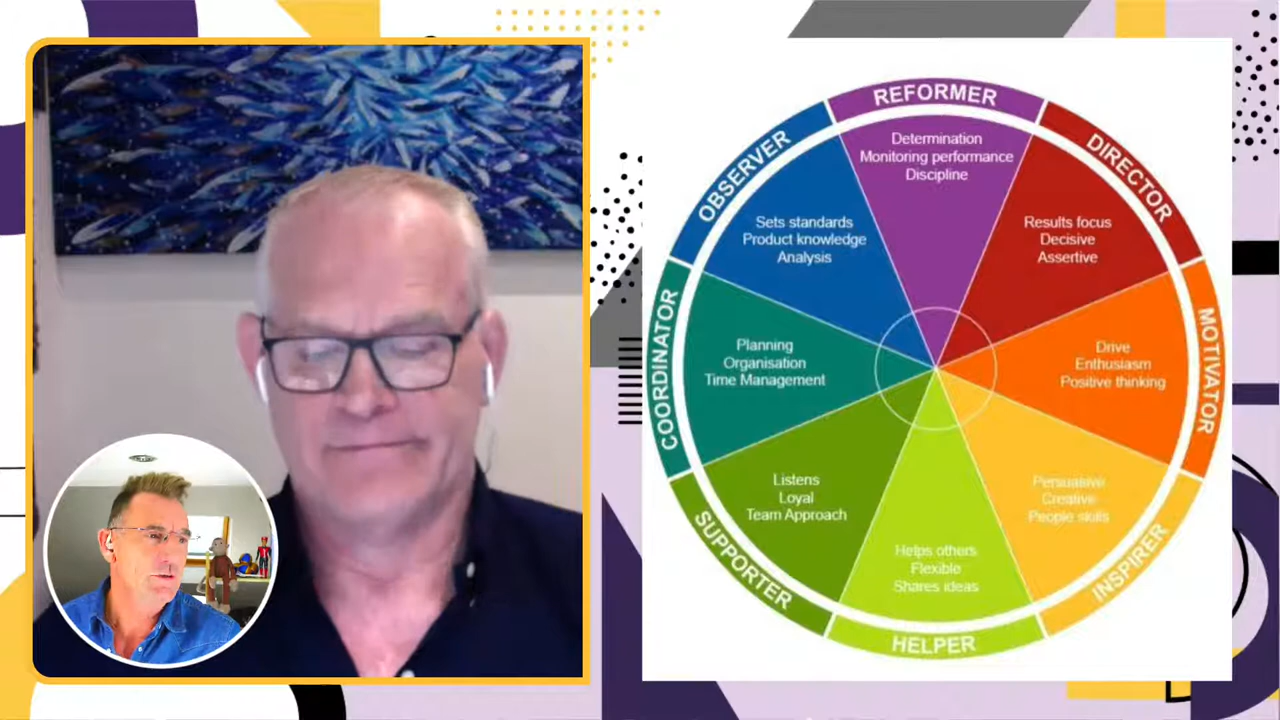 REFORMER
Determination
Monitoring performance
Discipline
DIRECTOR
Results focus
Decisive
Assertive
MOTIVATOR
Drive
Enthusiasm
Positive thinking
INSPIRER
Persuasive
Creative
People skills
HELPER
Helps others
Flexible
Shares ideas
SUPPORTER
Listens
Loyal
Team Approach
COORDINATOR
Planning
Organisation
Time Management
OBSERVER
Sets standards
Product knowledge
Analysis